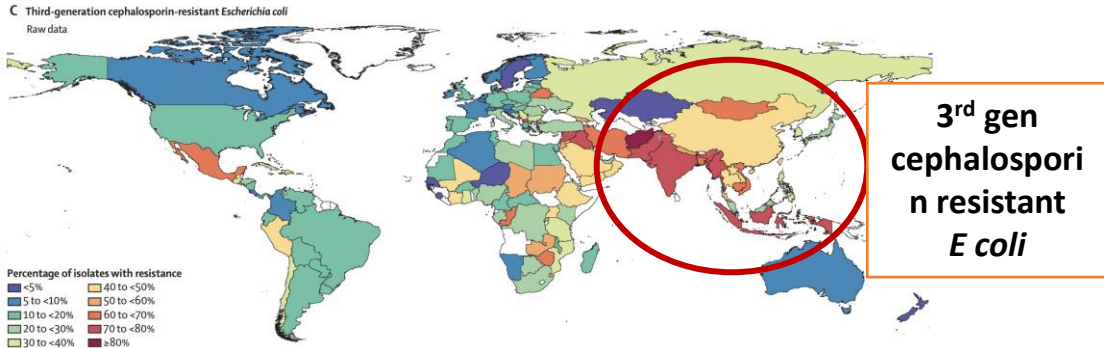 C Third-generation cephalosporin-resistant Escherichia coli
Raw data
Percentage of isolates with resistance
<5%
5 to <10%
10 to <20%
20 to <30%
30 to <40%
40 to <50%
50 to <60%
60 to <70%
70 to <80%
≥80%
3rd gen
cephalospori
n resistant
E coli